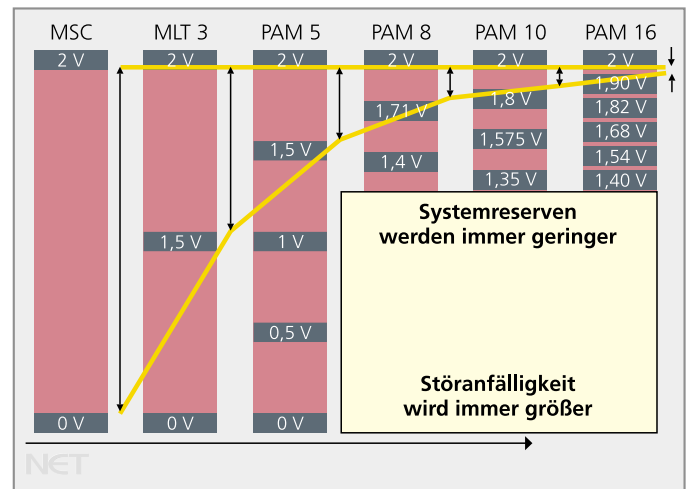 MSC MLT 3 PAM 5 PAM 8 PAM 10 PAM 16
2 V 2 V 2 V 2 V 2 V 2 V
1,90 V
1,71 V 1,8 V 1,82 V
1,5 V 1,575 V 1,68 V
1,4 V 1,54 V
1,35 V 1,40 V
Systemreserven
werden immer geringer
1,5 V 1 V
0,5 V
Störanfälligkeit
wird immer größer
0 V 0 V 0 V
NET